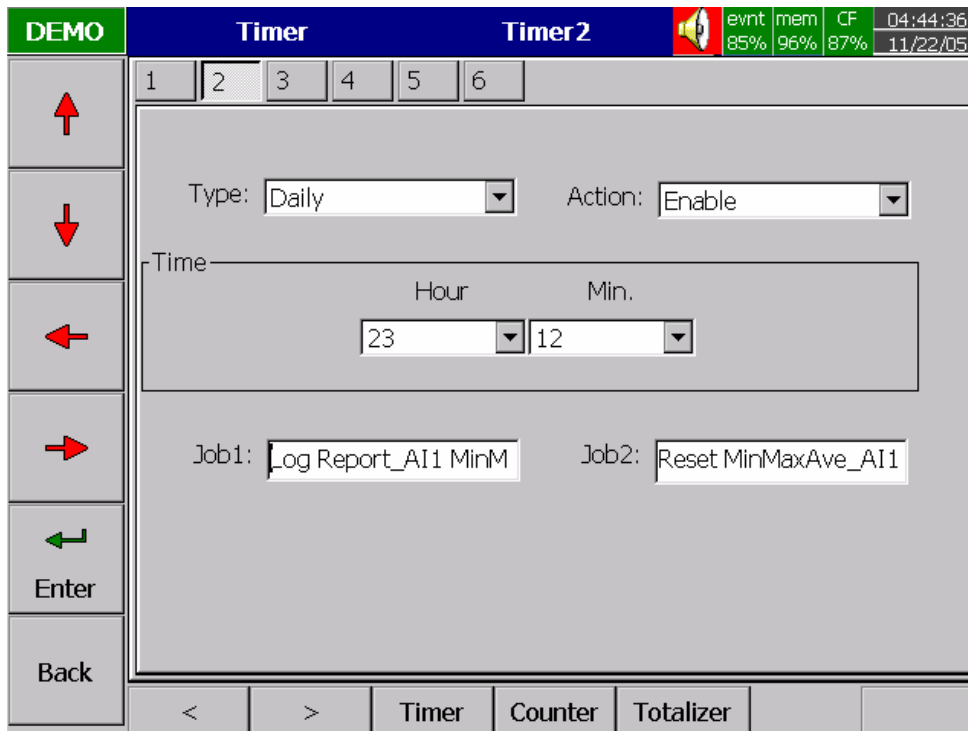 DEMO Timer Timer2 evnt mem CF 04:44:36
85% 96% 87% 11/22/05
1 2 3 4 5 6
Type: Daily Action: Enable
Time
Hour Min.
23 12
Job1: Log Report_AI1 MinM Job2: Reset MinMaxAve_AI1
Enter
Back
< > Timer Counter Totalizer